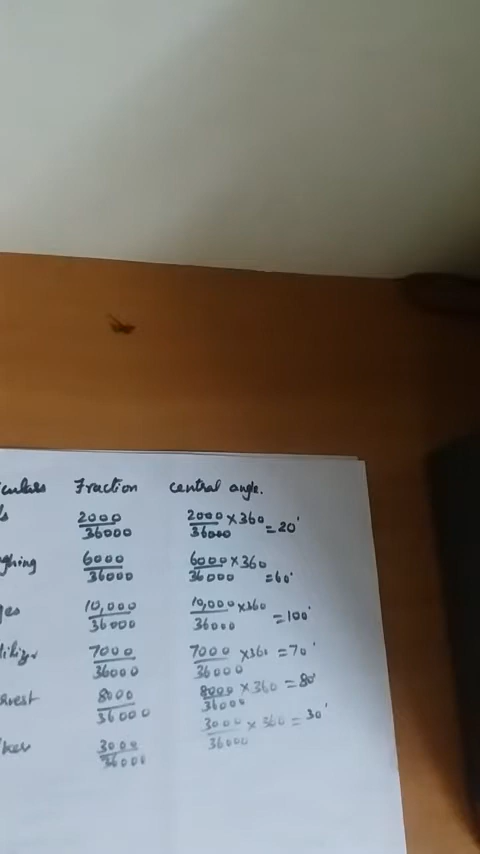 Fraction central angle.
2000/36000 2000/36000 ×360 =20°
6000/36000 6000/36000 ×360 =60°
10,000/36000 10,000/36000 ×360 =100°
7000/36000 7000/36000 ×360 =70°
8000/36000 8000/36000 ×360 =80°
3000/36000 3000/36000 ×360 =30°